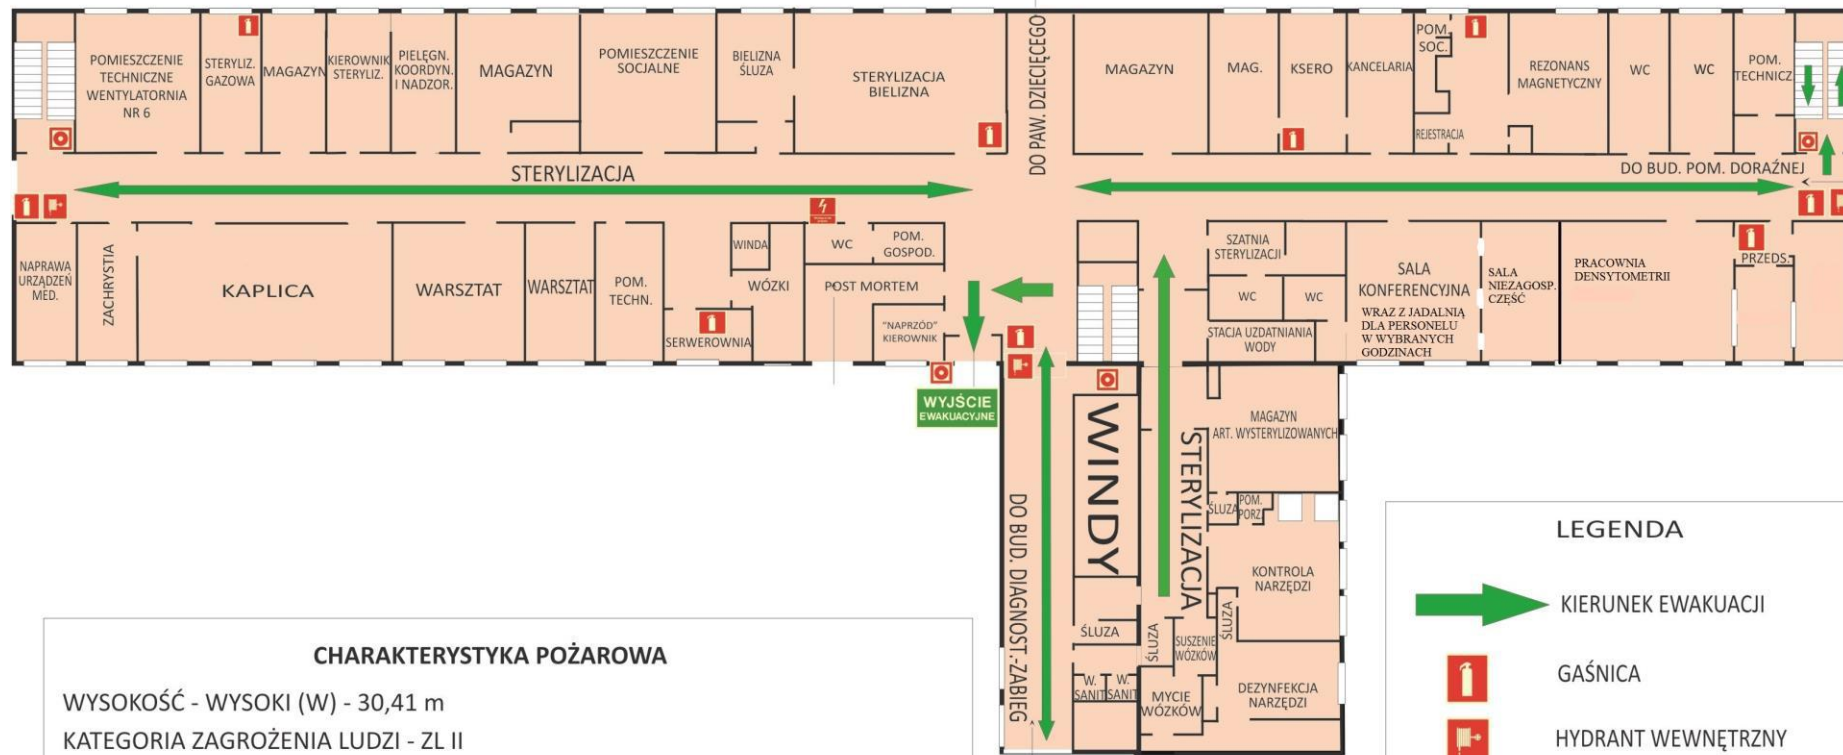 POMIESZCZENIE
TECHNICZNE
WENTYLATORNIA
NR 6
STERYLIZ.
GAZOWA
MAGAZYN
KIEROWNIK
STERYLIZ.
PIELĘGN.
KOORDYN.
I NADZOR.
MAGAZYN
POMIESZCZENIE
SOCJALNE
BIELIZNA
ŚLUZA
STERYLIZACJA
BIELIZNA
DO PAW. DZIECIĘCEGO
MAGAZYN
MAG.
KSERO
KANCELARIA
POM.
SOC.
REJESTRACJA
REZONANS
MAGNETYCZNY
WC
WC
POM.
TECHNICZ.
STERYLIZACJA
DO BUD. POM. DORAŹNEJ
NAPRAWA
URZĄDZEŃ
MED.
ZACHRYSTIA
KAPLICA
WARSZTAT
WARSZTAT
POM.
TECHN.
SERWEROWNIA
WINDA
WÓZKI
WC
POM.
GOSPOD.
POST MORTEM
"NAPRZÓD"
KIEROWNIK
WYJŚCIE
EWAKUACYJNE
SZATNIA
STERYLIZACJI
WC
WC
STACJA UZDATNIANIA
WODY
SALA
KONFERENCYJNA
WRAZ Z JADALNIĄ
DLA PERSONELU
W WYBRANYCH
GODZINACH
SALA
NIEZAGOSP.
CZĘŚĆ
PRACOWNIA
DENSYTOMETRII
PRZEDS.
DO BUD. DIAGNOST.-ZABIEG
WINDY
STERYLIZACJA
MAGAZYN
ART. WYSTERYLIZOWANYCH
ŚLUZA
POM.
PORZ.
KONTROLA
NARZĘDZI
ŚLUZA
ŚLUZA
ŚLUZA
SUSZENIE
WÓZKÓW
W.
SANIT
W.
SANIT
MYCIE
WÓZKÓW
DEZYNFEKCJA
NARZĘDZI
CHARAKTERYSTYKA POŻAROWA
WYSOKOŚĆ - WYSOKI (W) - 30,41 m
KATEGORIA ZAGROŻENIA LUDZI - ZL II
LEGENDA
KIERUNEK EWAKUACJI
GAŚNICA
HYDRANT WEWNĘTRZNY